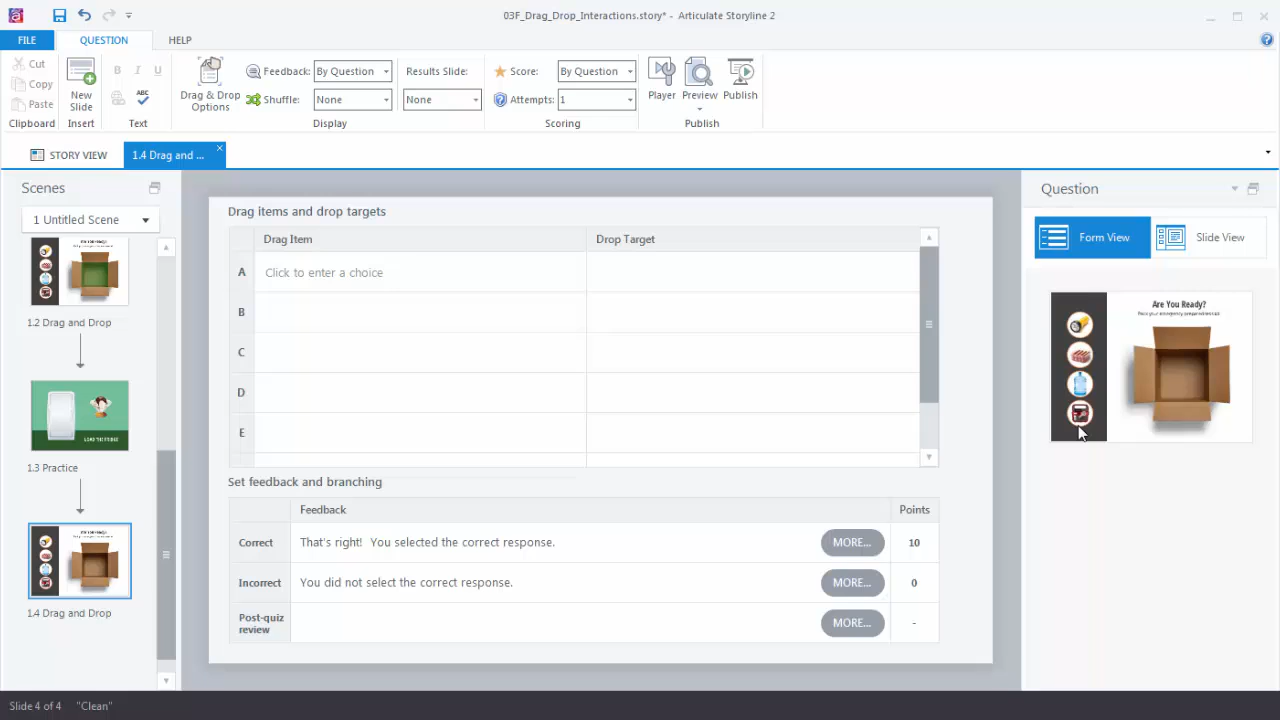 03F_Drag_Drop_Interactions.story* - Articulate Storyline 2
FILE
QUESTION
HELP
Cut
Copy
Paste
Clipboard
New
Slide
Insert
B I U
ABC
Text
Drag & Drop
Options
Feedback:
By Question
Shuffle:
None
Results Slide:
None
Display
Score:
By Question
Attempts:
1
Scoring
Player
Preview
Publish
Publish
STORY VIEW
1.4 Drag and ...
Scenes
1 Untitled Scene
1.2 Drag and Drop
1.3 Practice
1.4 Drag and Drop
Drag items and drop targets
Drag Item
Drop Target
A
Click to enter a choice
B
C
D
E
Set feedback and branching
Feedback
Points
Correct
That's right! You selected the correct response.
MORE...
10
Incorrect
You did not select the correct response.
MORE...
0
Post-quiz
review
MORE...
-
Question
Form View
Slide View
Are You Ready?
Slide 4 of 4
"Clean"